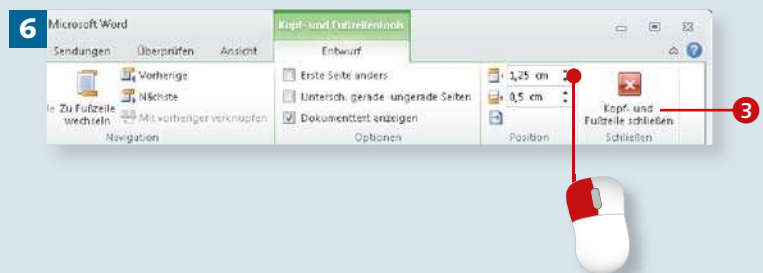 6
Microsoft Word
Kopf- und Fußzeilentools
Sendungen Überprüfen Ansicht Entwurf
Vorherige
Nächste
Mit vorheriger verknüpfen
le Zu Fußzeile
wechseln
Navigation
Erste Seite anders
Untersch. gerade ungerade Seiten
Dokumenttext anzeigen
Optionen
1,25 cm
0,5 cm
Position
Kopf- und
Fußzeile schließen
Schließen
3